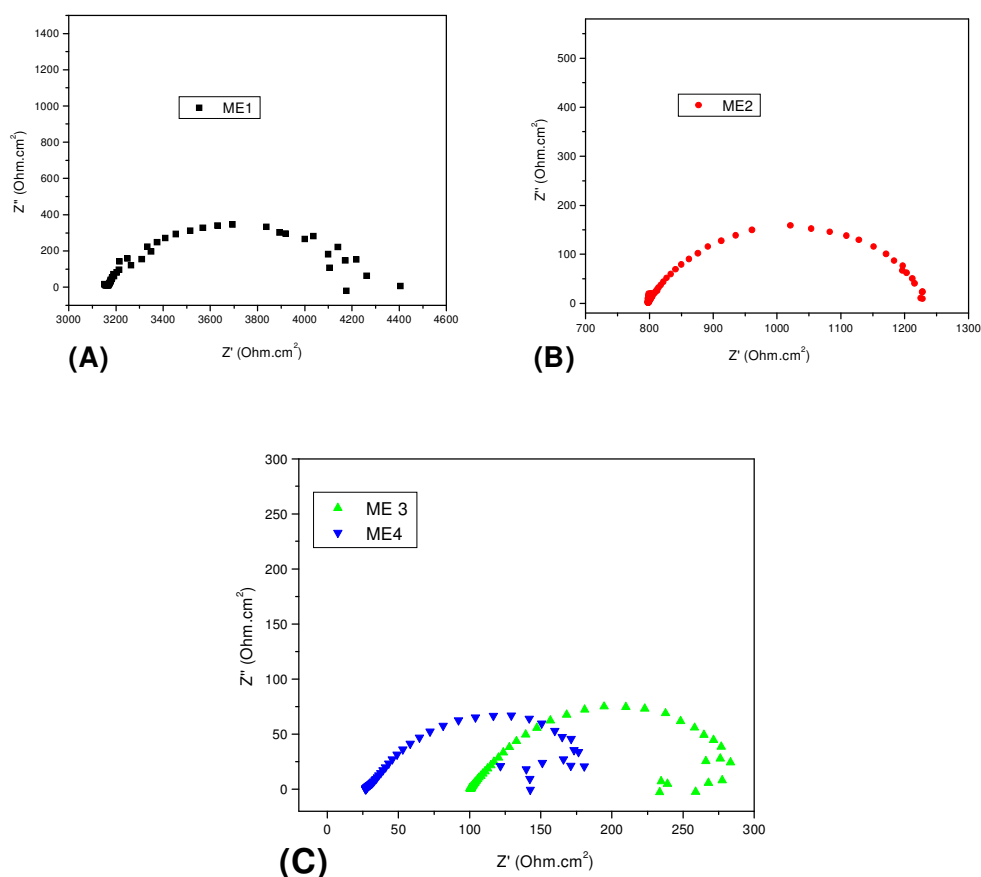 1400
1200
1000
800
600
400
200
0
Z" (Ohm.cm²)
ME1
3000 3200 3400 3600 3800 4000 4200 4400 4600
Z' (Ohm.cm²)
(A)
500
400
300
200
100
0
Z" (Ohm.cm²)
ME2
700 800 900 1000 1100 1200 1300
Z' (Ohm.cm²)
(B)
300
250
200
150
100
50
0
Z" (Ohm.cm²)
ME 3
ME4
0 50 100 150 200 250 300
Z' (Ohm.cm²)
(C)